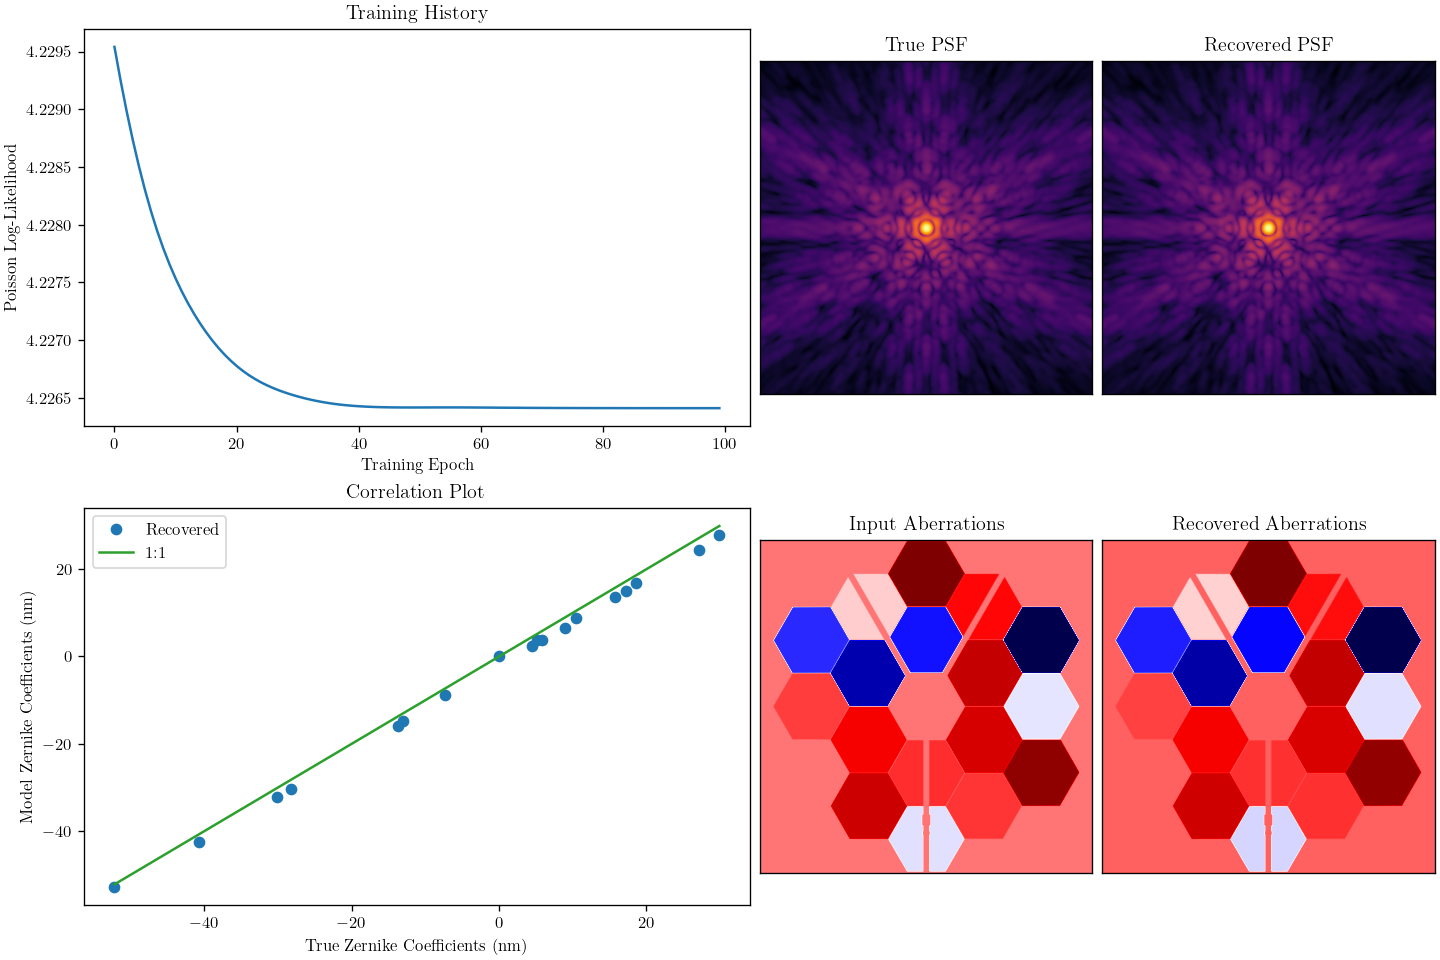 Training History
4.2295
4.2290
4.2285
4.2280
4.2275
4.2270
4.2265
Poisson Log-Likelihood
0 20 40 60 80 100
Training Epoch
True PSF
Recovered PSF
Correlation Plot
Recovered
1:1
20
0
−20
−40
Model Zernike Coefficients (nm)
−40 −20 0 20
True Zernike Coefficients (nm)
Input Aberrations
Recovered Aberrations